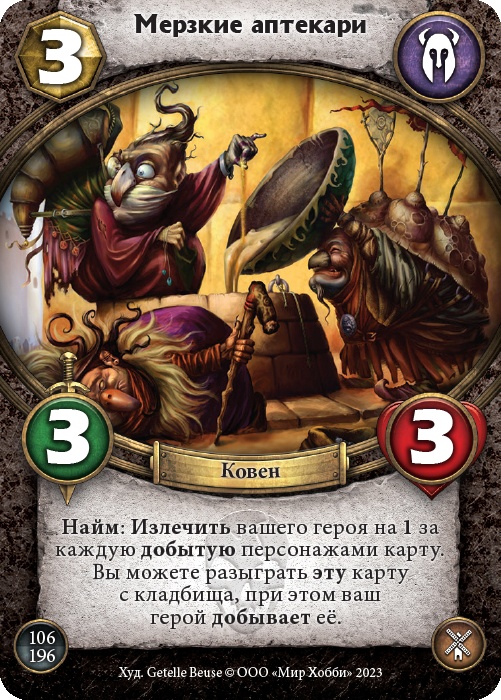 Мерзкие аптекари
3
3
3
Ковен
Найм: Излечить вашего героя на 1 за
каждую добытую персонажами карту.
Вы можете разыграть эту карту
с кладбища, при этом ваш
герой добывает её.
106
196
Худ. Getelle Beuse © ООО «Мир Хобби» 2023